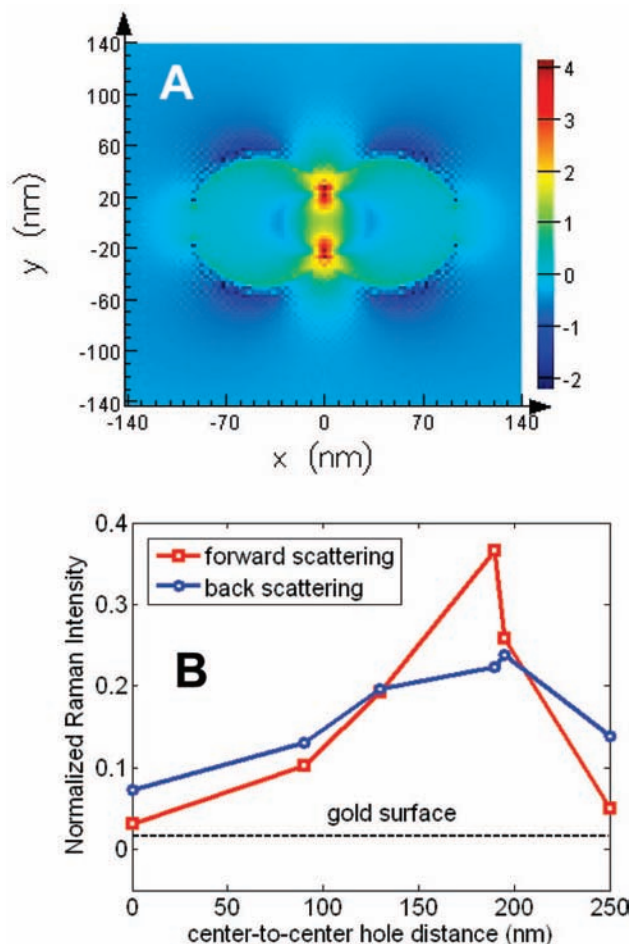 A
140
100
60
20
-20
-60
-100
-140
y (nm)
-140 -70 0 70 140
x (nm)
4
3
2
1
0
-1
-2
B
0.4
0.3
0.2
0.1
0
Normalized Raman Intensity
forward scattering
back scattering
gold surface
0 50 100 150 200 250
center-to-center hole distance (nm)